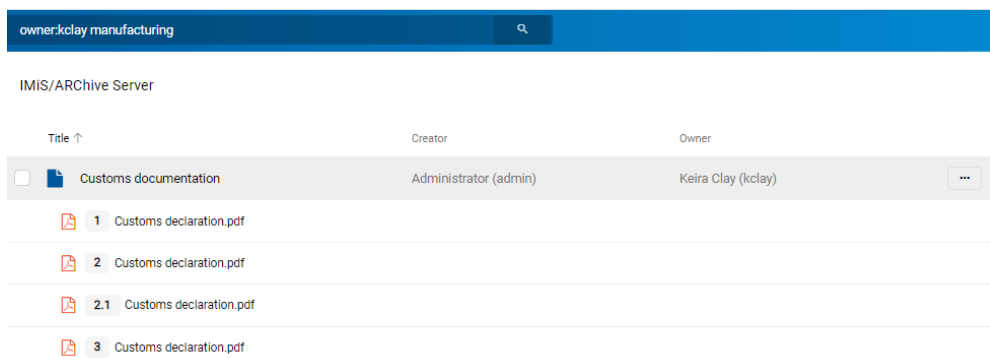 owner:kclay manufacturing
IMiS/ARChive Server
Title ↑ Creator Owner
Customs documentation Administrator (admin) Keira Clay (kclay) ...
1 Customs declaration.pdf
2 Customs declaration.pdf
2.1 Customs declaration.pdf
3 Customs declaration.pdf